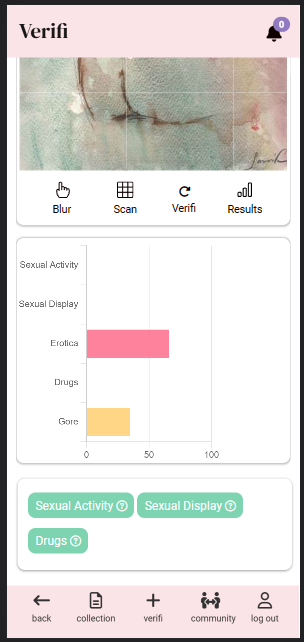 Verifi
0
Blur Scan Verifi Results
Sexual Activity
Sexual Display
Erotica
Drugs
Gore
0 50 100
Sexual Activity ? Sexual Display ?
Drugs ?
back collection verifi community log out